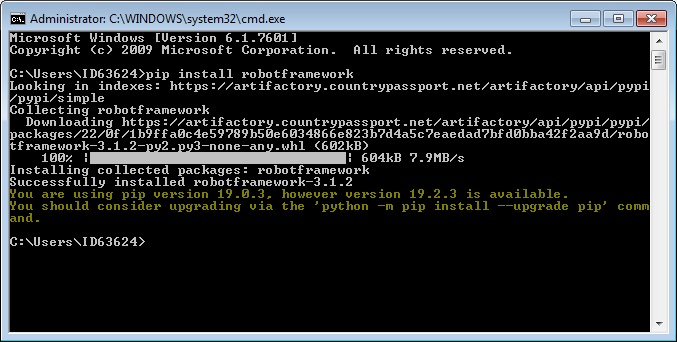 Administrator: C:\WINDOWS\system32\cmd.exe
Microsoft Windows [Version 6.1.7601]
Copyright (c) 2009 Microsoft Corporation.  All rights reserved.
C:\Users\ID63624>pip install robotframework
Looking in indexes: https://artifactory.countrypassport.net/artifactory/api/pypi
/pypi/simple
Collecting robotframework
  Downloading https://artifactory.countrypassport.net/artifactory/api/pypi/pypi/
packages/22/0f/1b9ffa0c4e59789b50e6034866e823b7d4a5c7eaedad7bfd0bba42f2aa9d/robo
tframework-3.1.2-py2.py3-none-any.whl (602kB)
    100% |████████████████████████████████| 604kB 7.9MB/s
Installing collected packages: robotframework
Successfully installed robotframework-3.1.2
You are using pip version 19.0.3, however version 19.2.3 is available.
You should consider upgrading via the 'python -m pip install --upgrade pip' comm
and.
C:\Users\ID63624>